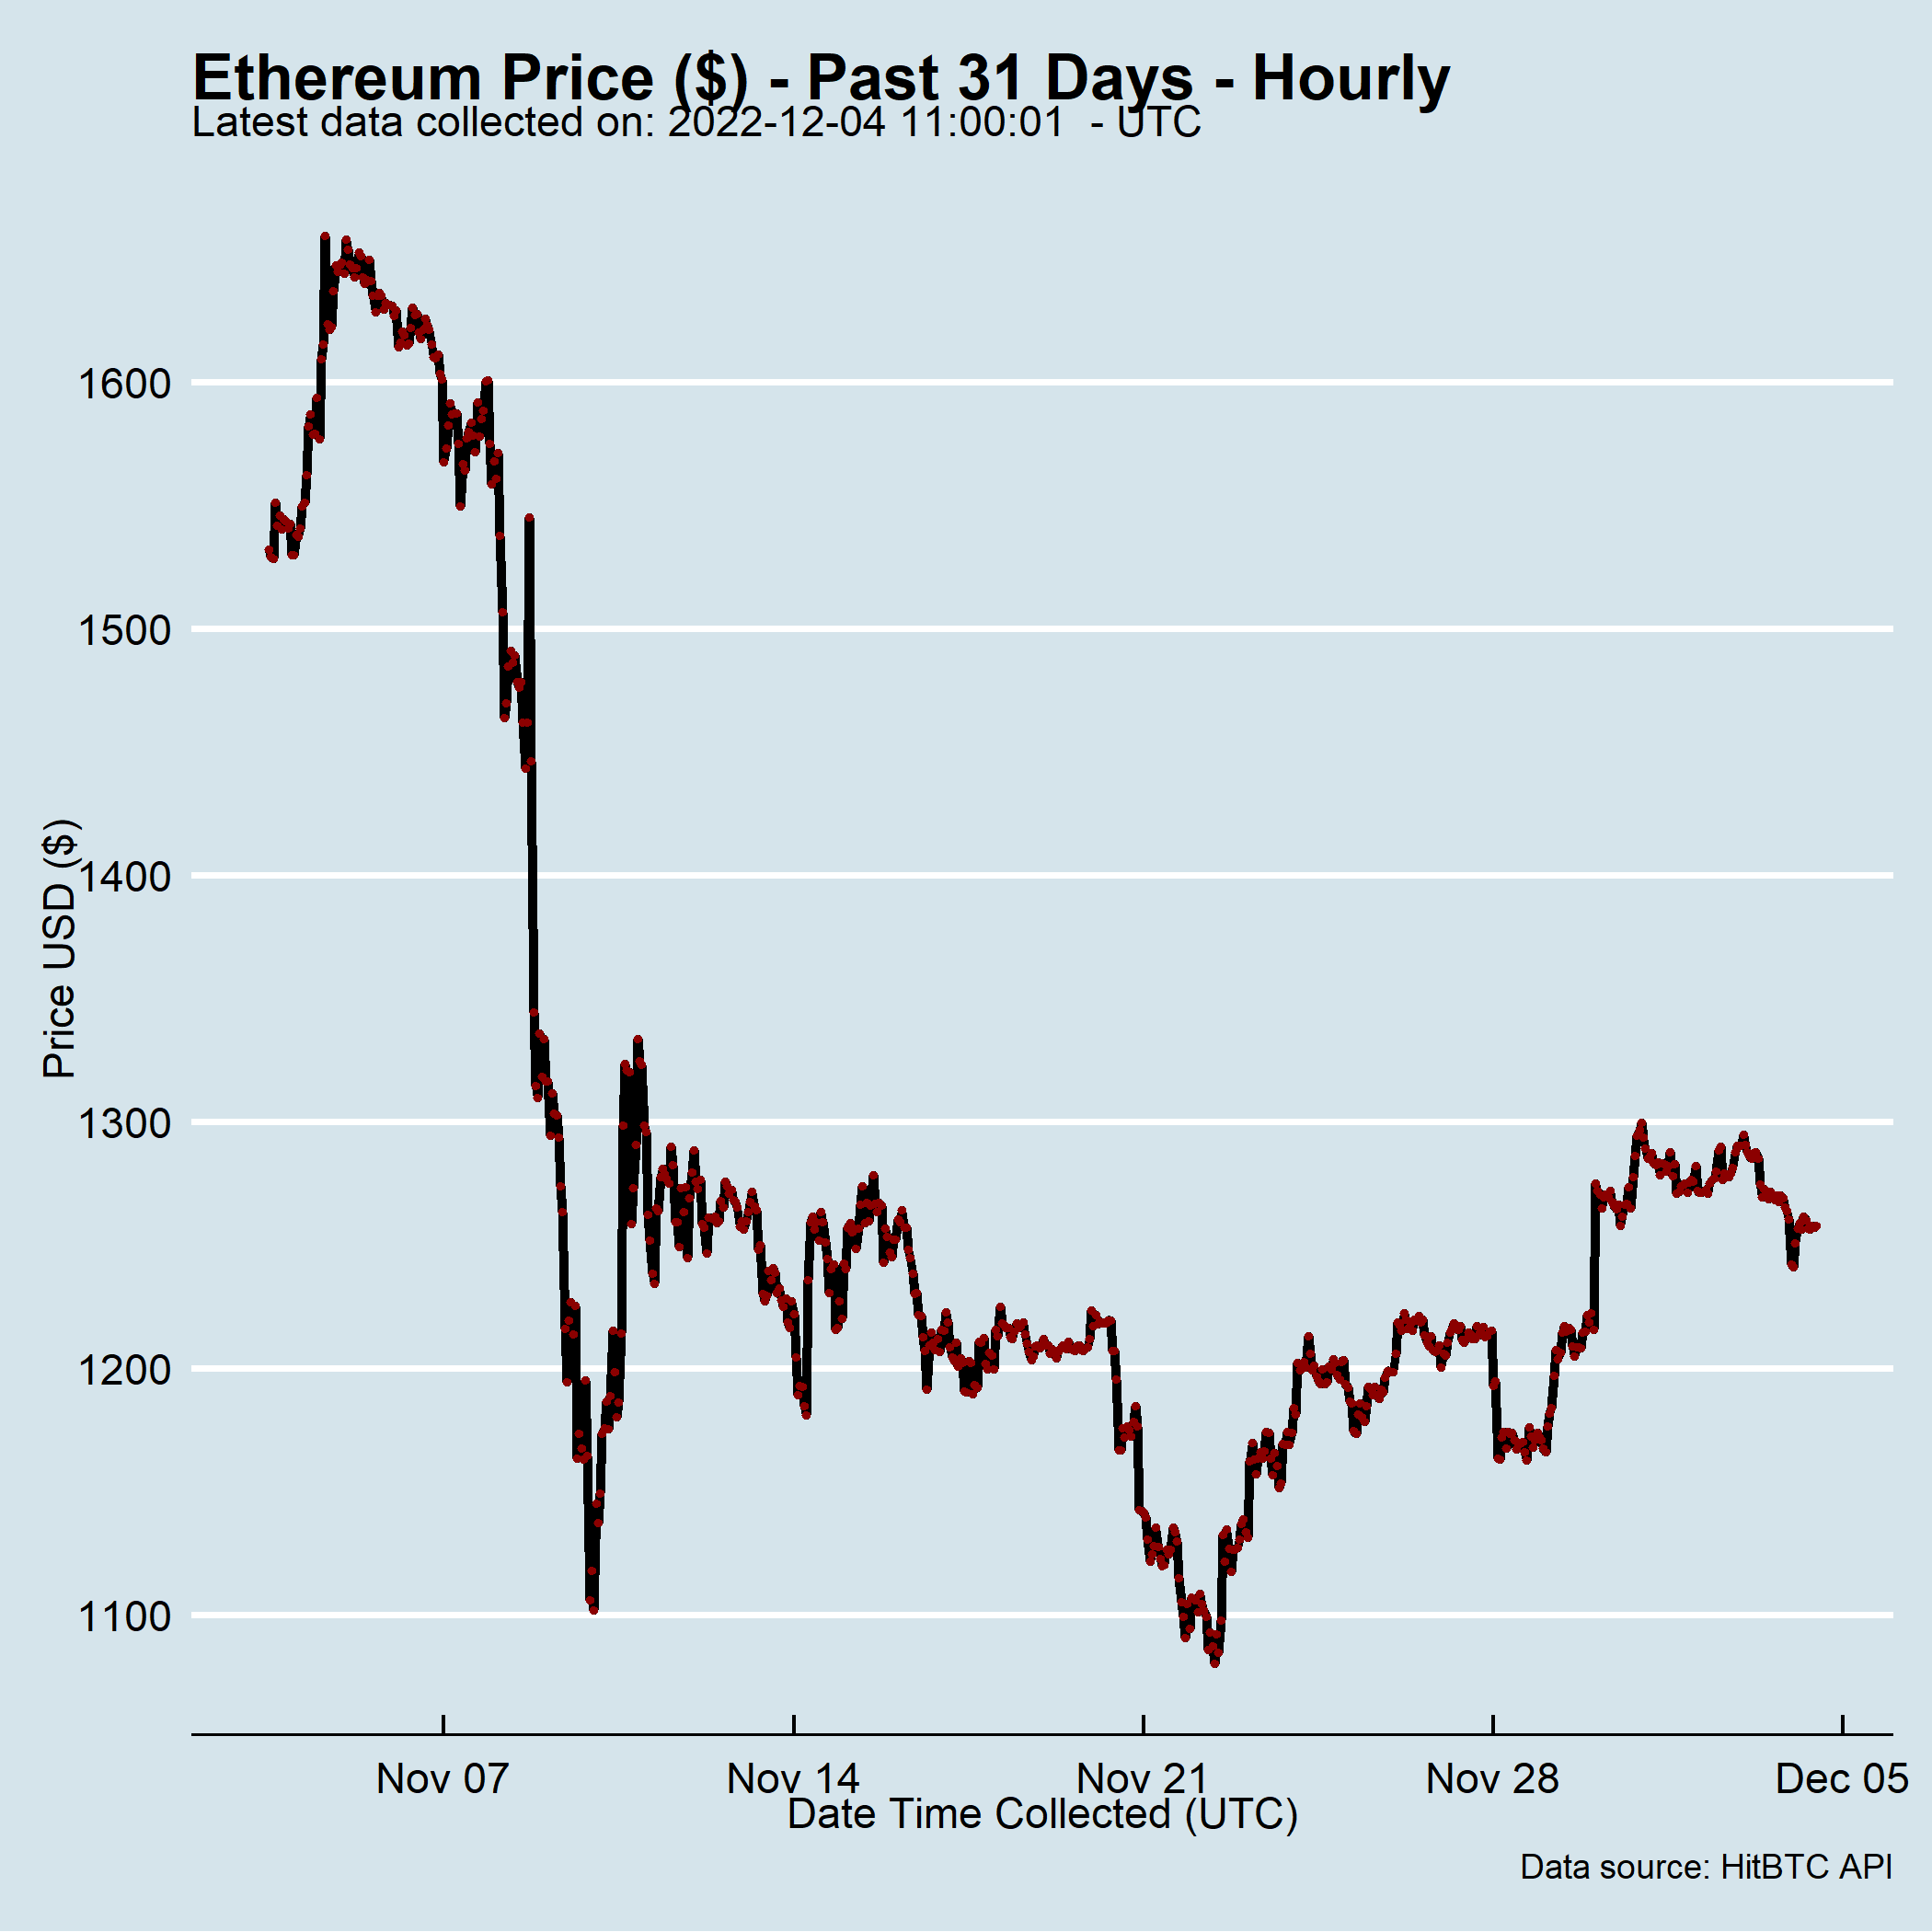 Ethereum Price ($) - Past 31 Days - Hourly
Latest data collected on: 2022-12-04 11:00:01  - UTC
Price USD ($)
1600
1500
1400
1300
1200
1100
Nov 07
Nov 14
Nov 21
Nov 28
Dec 05
Date Time Collected (UTC)
Data source: HitBTC API